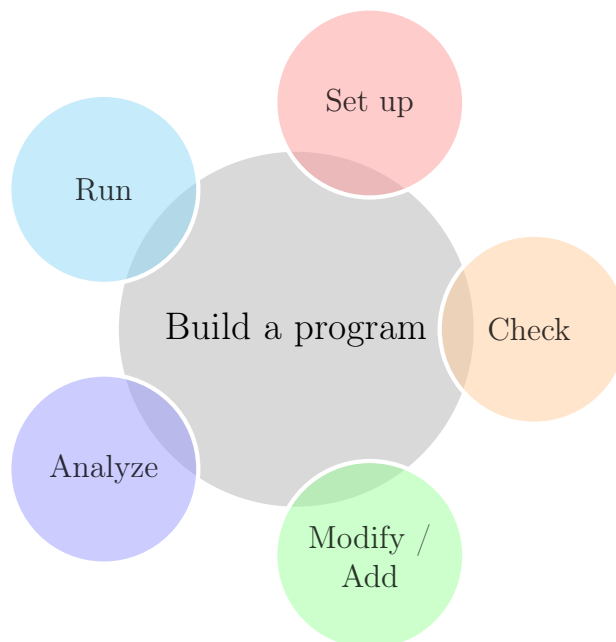 Set up
Run
Build a program
Check
Analyze
Modify /
Add